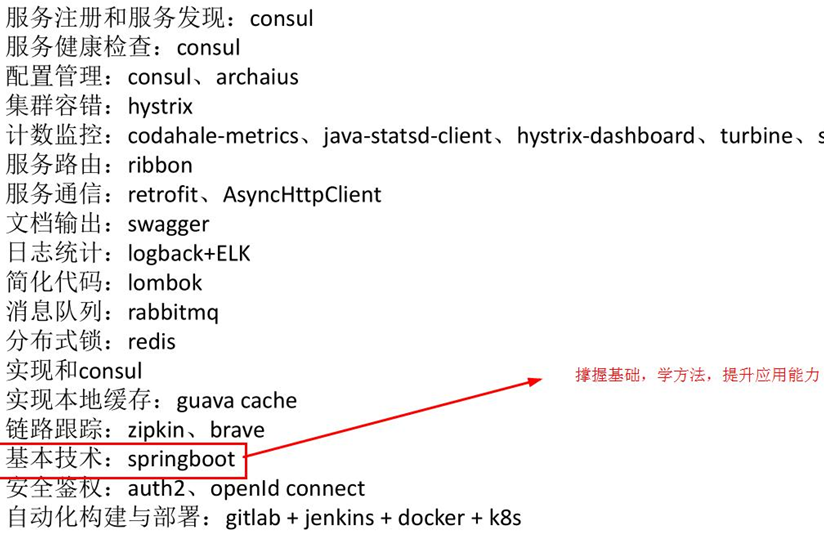 服务注册和服务发现：consul
服务健康检查：consul
配置管理：consul、archaius
集群容错：hystrix
计数监控：codahale-metrics、java-statsd-client、hystrix-dashboard、turbine、s
服务路由：ribbon
服务通信：retrofit、AsyncHttpClient
文档输出：swagger
日志统计：logback+ELK
简化代码：lombok
消息队列：rabbitmq
分布式锁：redis
实现和consul
实现本地缓存：guava cache
链路跟踪：zipkin、brave
基本技术：springboot
安全鉴权：auth2、openId connect
自动化构建与部署：gitlab + jenkins + docker + k8s
撑握基础，学方法，提升应用能力